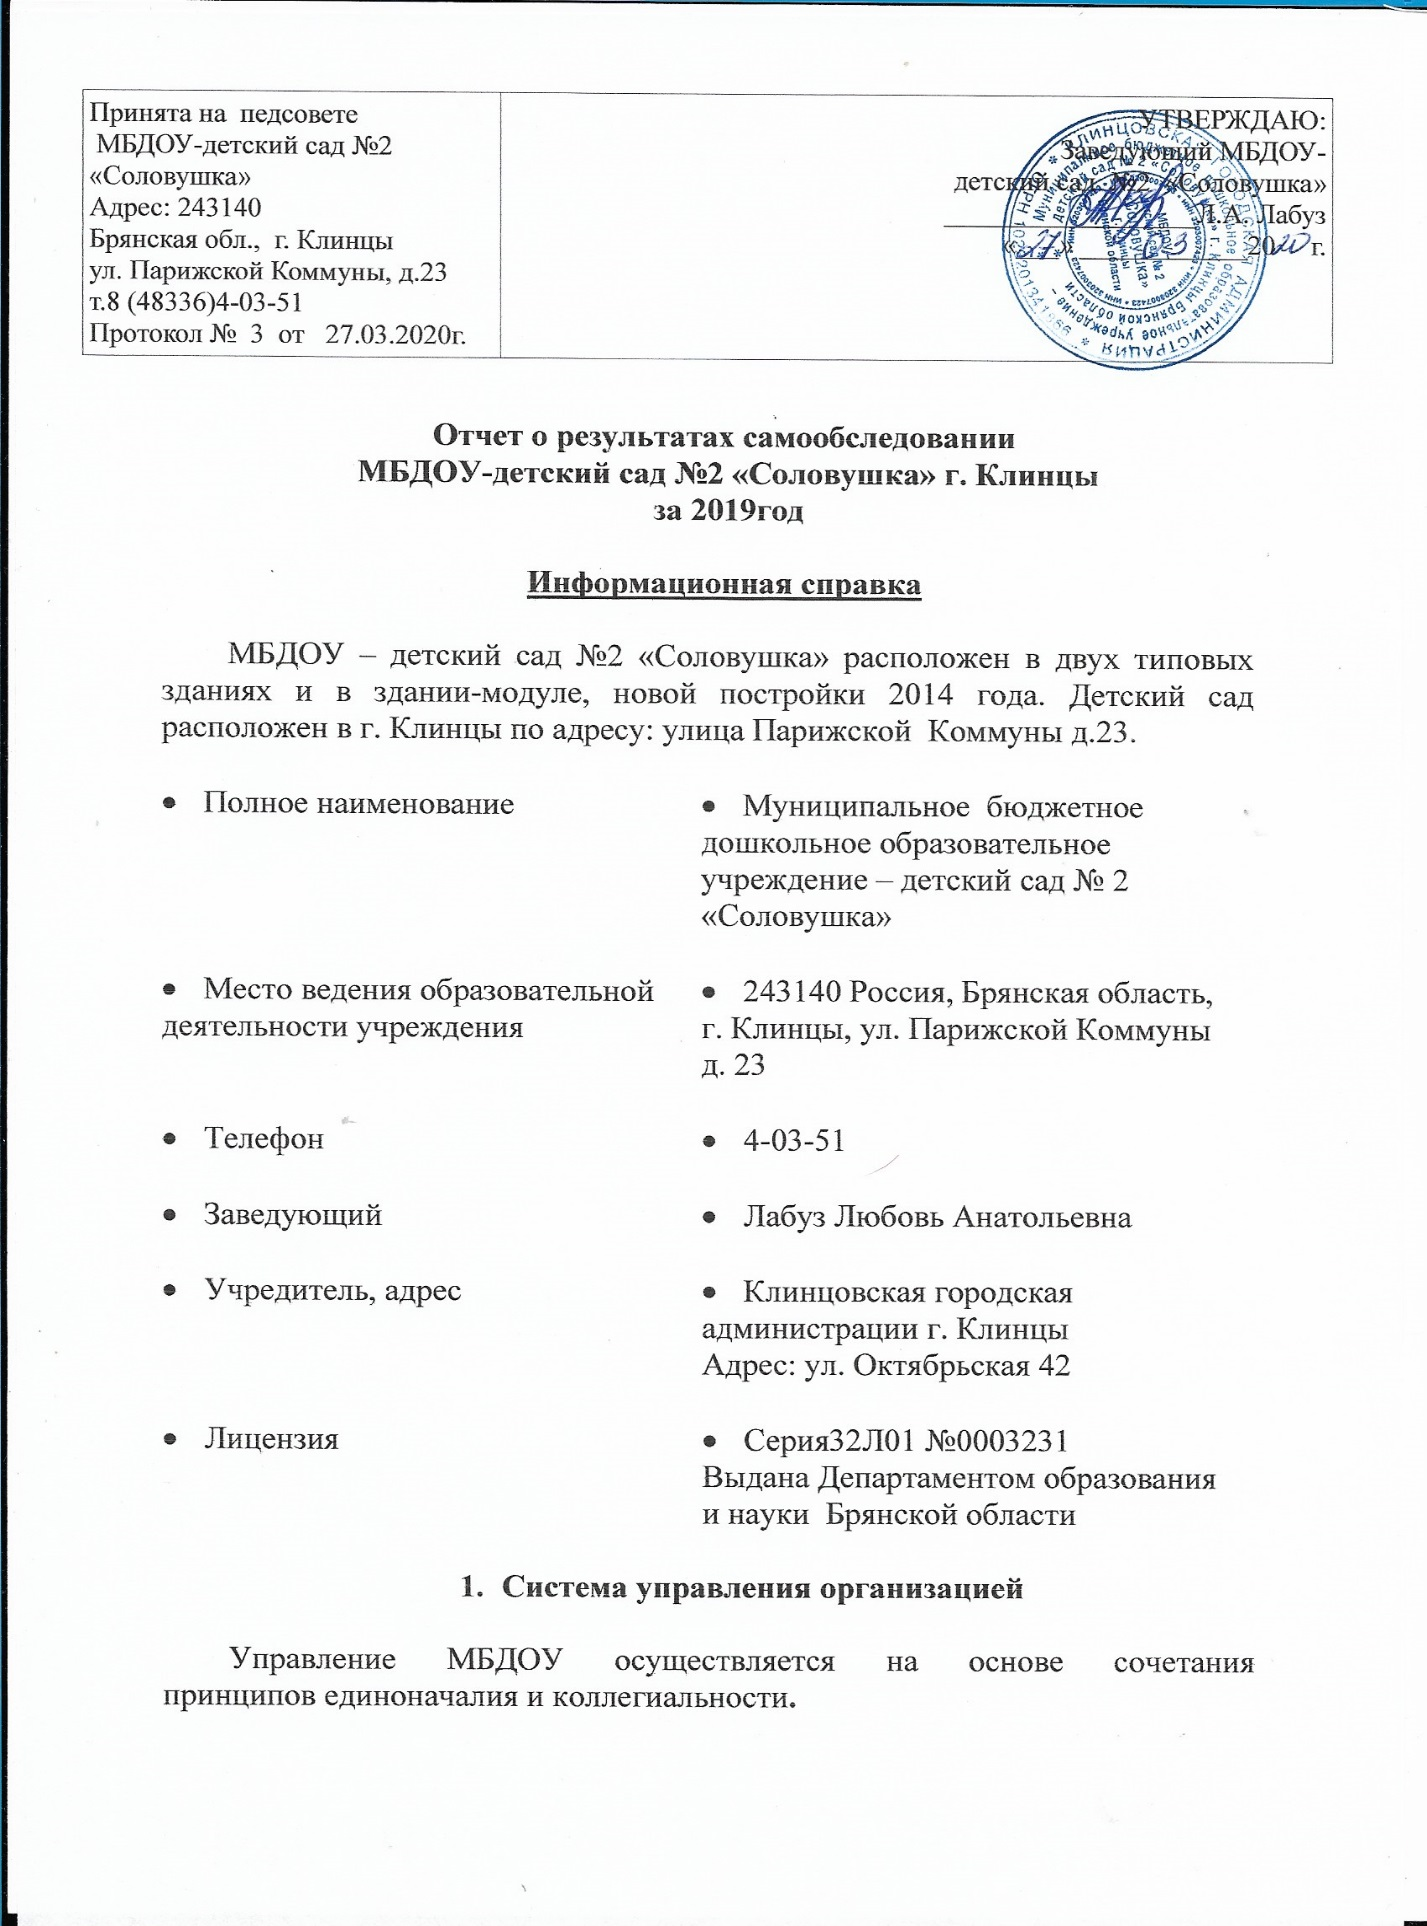 Принята на педсовете
МБДОУ-детский сад №2
«Соловушка»
Адрес: 243140
Брянская обл., г. Клинцы
ул. Парижской Коммуны, д.23
т.8 (48336)4-03-51
Протокол № 3 от 27.03.2020г.
УТВЕРЖДАЮ:
Заведующий МБДОУ-
детский сад №2 «Соловушка»
Л.А. Лабуз
«27» 03 2020 г.
Отчет о результатах самообследовании
МБДОУ-детский сад №2 «Соловушка» г. Клинцы
за 2019год
Информационная справка
МБДОУ – детский сад №2 «Соловушка» расположен в двух типовых
зданиях и в здании-модуле, новой постройки 2014 года. Детский сад
расположен в г. Клинцы по адресу: улица Парижской Коммуны д.23.
• Полное наименование
• Муниципальное бюджетное
дошкольное образовательное
учреждение – детский сад № 2
«Соловушка»
• Место ведения образовательной
деятельности учреждения
• 243140 Россия, Брянская область,
г. Клинцы, ул. Парижской Коммуны
д. 23
• Телефон
• 4-03-51
• Заведующий
• Лабуз Любовь Анатольевна
• Учредитель, адрес
• Клинцовская городская
администрации г. Клинцы
Адрес: ул. Октябрьская 42
• Лицензия
• Серия32Л01 №0003231
Выдана Департаментом образования
и науки Брянской области
1. Система управления организацией
Управление МБДОУ осуществляется на основе сочетания
принципов единоначалия и коллегиальности.